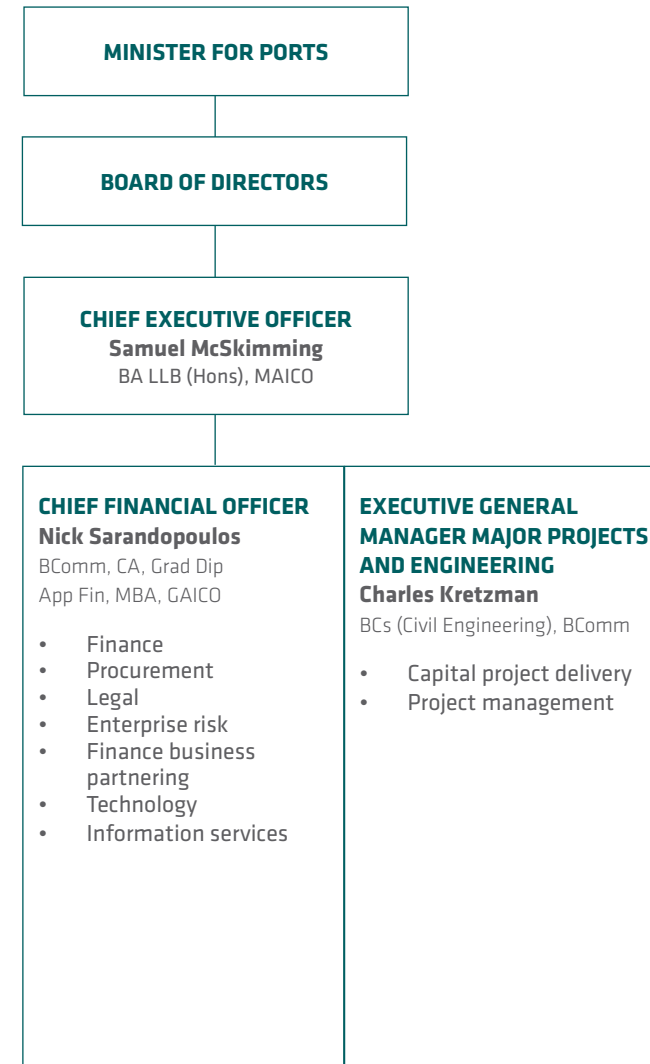 MINISTER FOR PORTS
BOARD OF DIRECTORS
CHIEF EXECUTIVE OFFICER
Samuel McSkimming
BA LLB (Hons), MAICO
CHIEF FINANCIAL OFFICER
Nick Sarandopoulos
BComm, CA, Grad Dip
App Fin, MBA, GAICO
• Finance
• Procurement
• Legal
• Enterprise risk
• Finance business
partnering
• Technology
• Information services
EXECUTIVE GENERAL
MANAGER MAJOR PROJECTS
AND ENGINEERING
Charles Kretzman
BCs (Civil Engineering), BComm
• Capital project delivery
• Project management